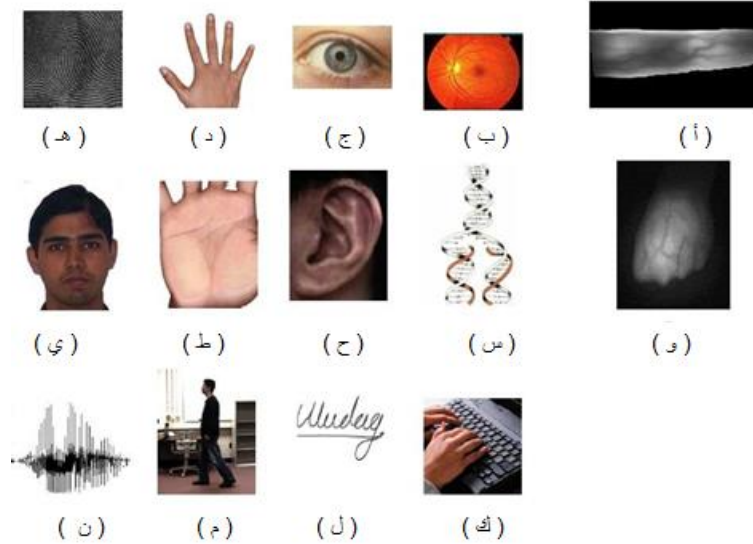 ( أ ) ( ب ) ( ج ) ( د ) ( هـ )
( و ) ( س ) ( ح ) ( ط ) ( ي )
( ك ) ( ل ) ( م ) ( ن )